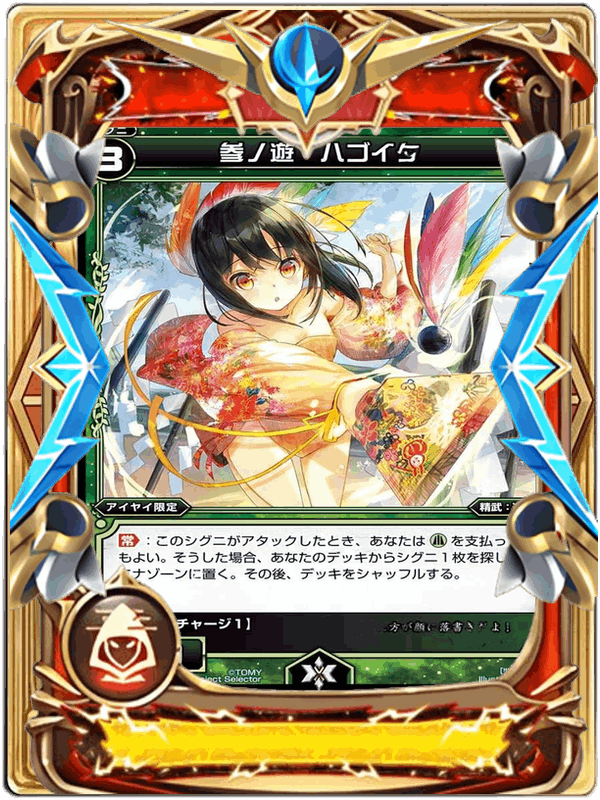 3
参ノ遊 ハゴイタ
アイヤイ限定
精武：
常：このシグニがアタックしたとき、あなたは を支払っ
もよい。そうした場合、あなたのデッキからシグニ１枚を探し
ナゾーンに置く。その後、デッキをシャッフルする。
チャージ１】
方が顔に落書きだよ！
©TOMY
ject Selector
Illust